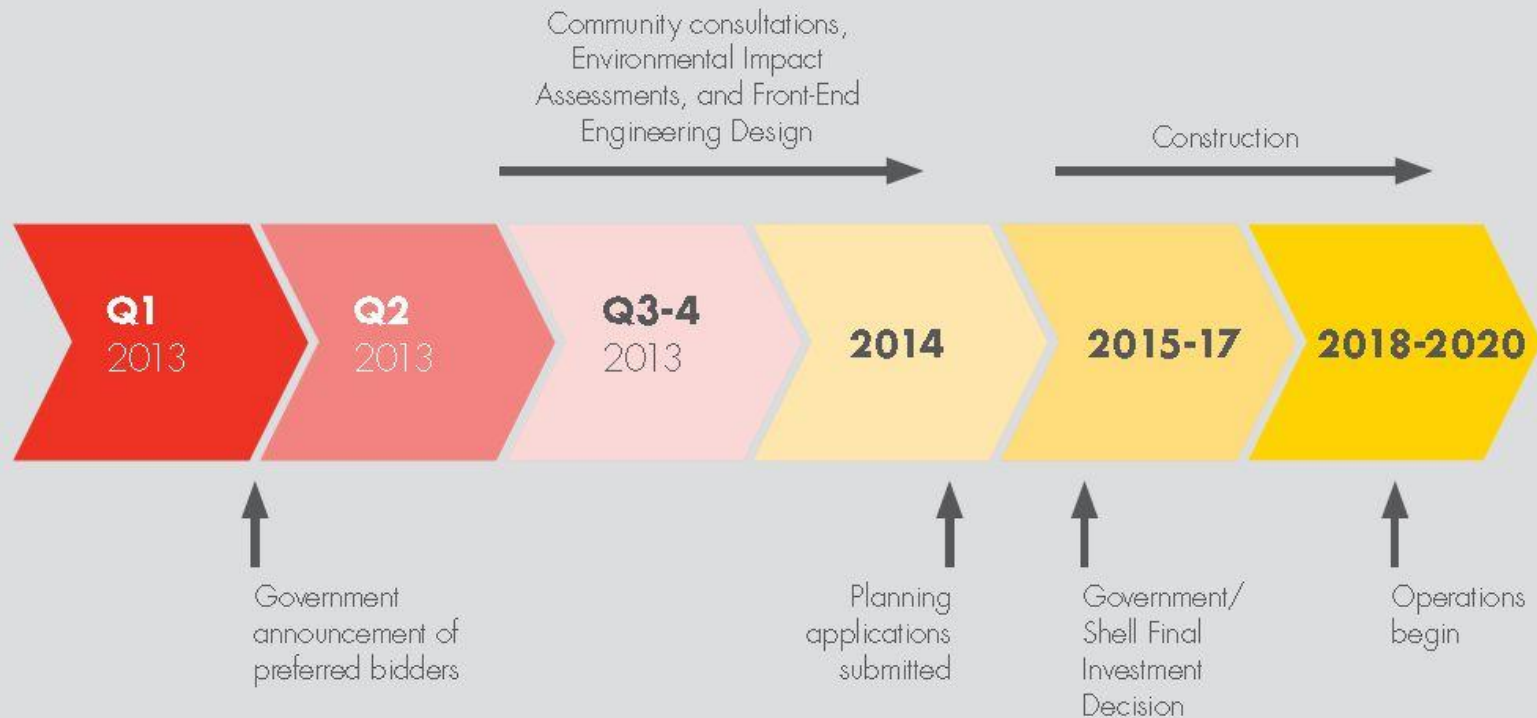 Community consultations,
Environmental Impact
Assessments, and Front-End
Engineering Design
Construction
Q1
2013
Q2
2013
Q3-4
2013
2014
2015-17
2018-2020
Government
announcement of
preferred bidders
Planning
applications
submitted
Government/
Shell Final
Investment
Decision
Operations
begin